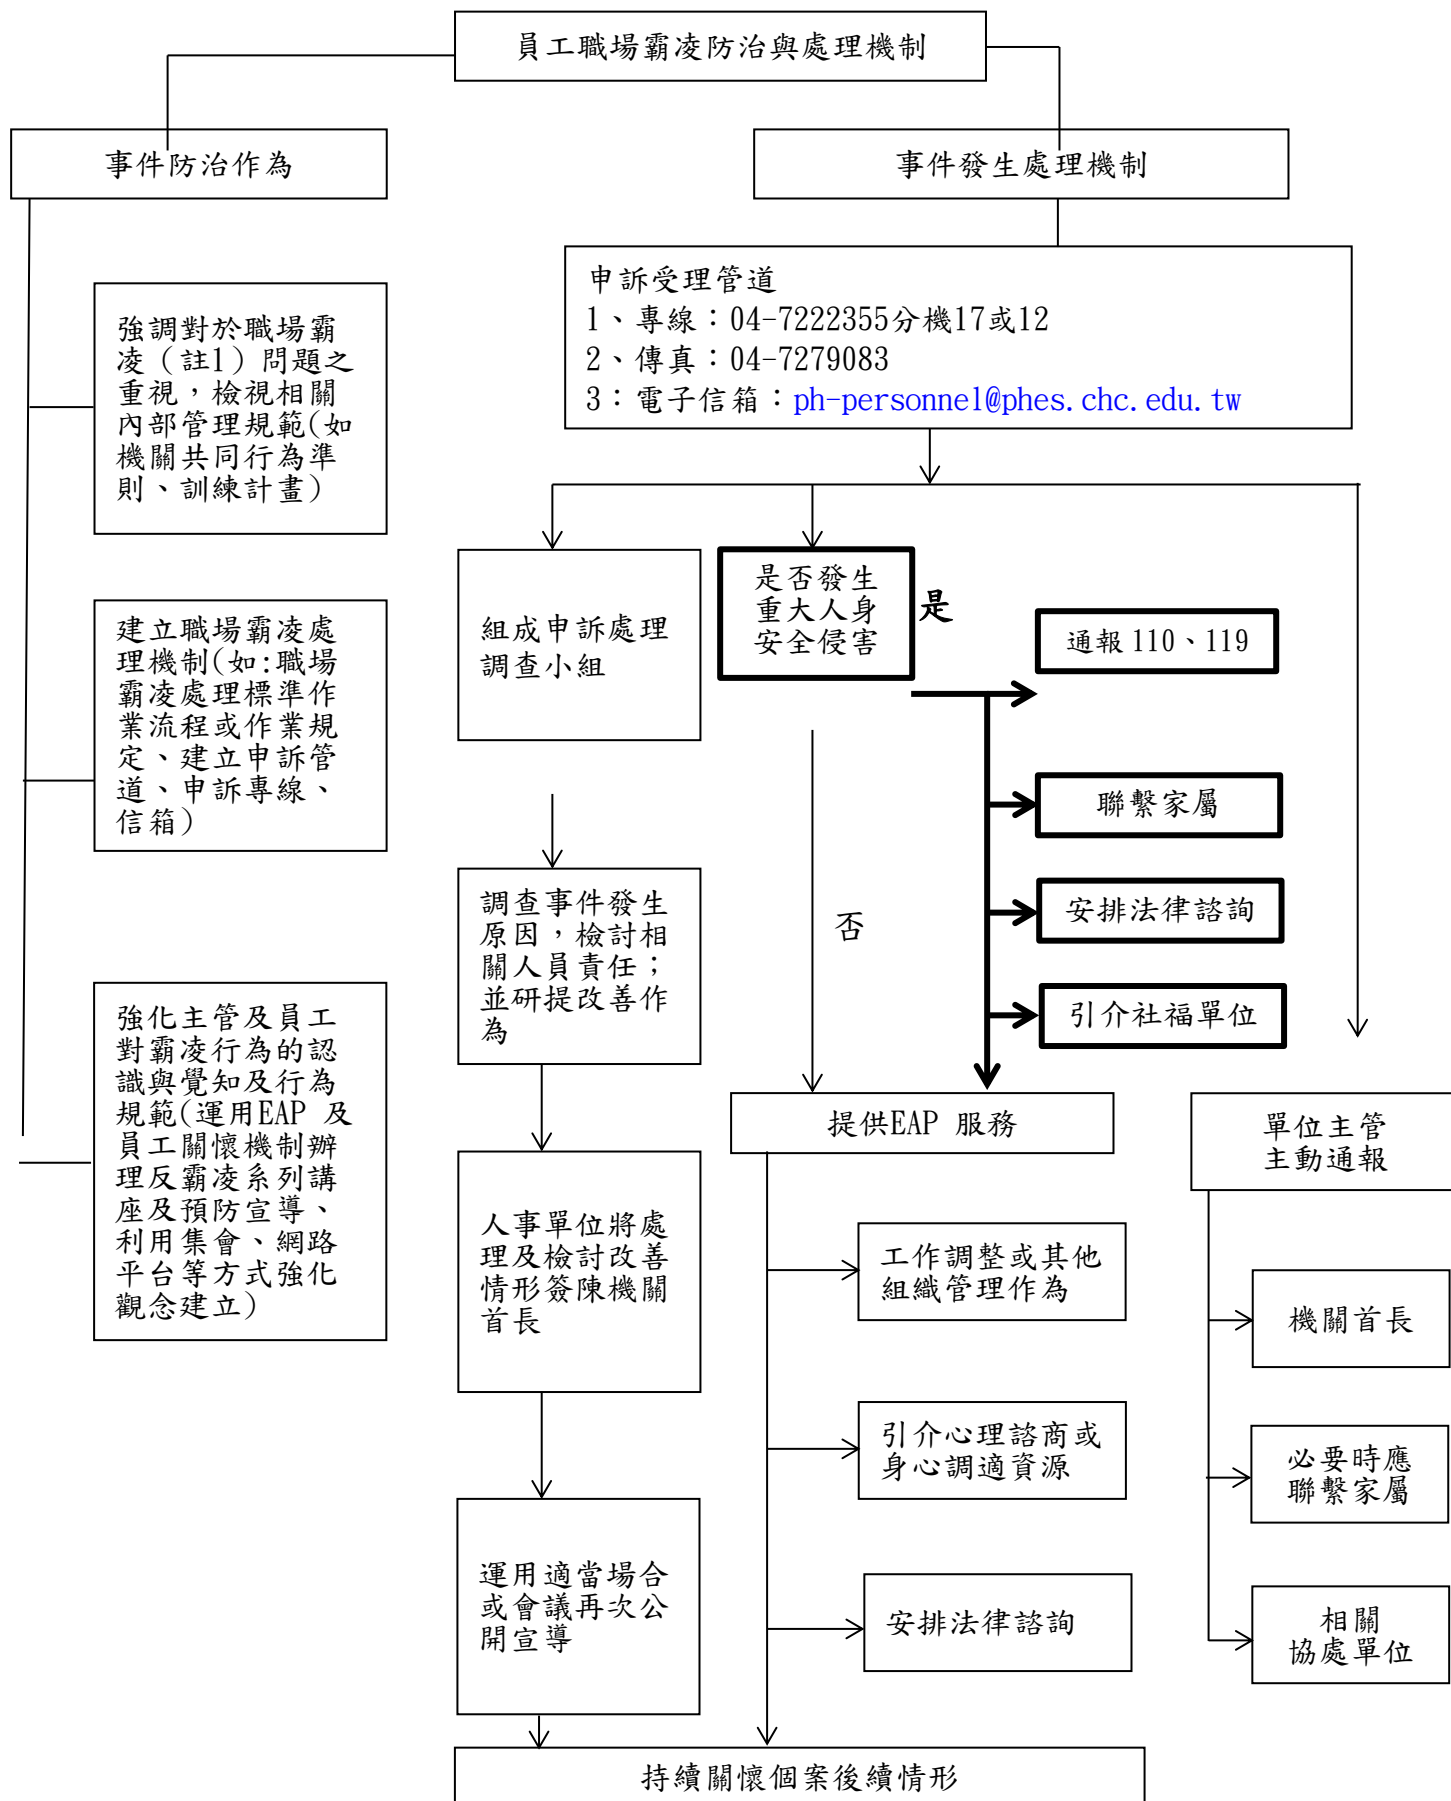 員工職場霸凌防治與處理機制
事件防治作為
事件發生處理機制
強調對於職場霸
凌（註1）問題之
重視，檢視相關
內部管理規範(如
機關共同行為準
則、訓練計畫)
建立職場霸凌處
理機制(如:職場
霸凌處理標準作
業流程或作業規
定、建立申訴管
道、申訴專線、
信箱)
強化主管及員工
對霸凌行為的認
識與覺知及行為
規範(運用EAP 及
員工關懷機制辦
理反霸凌系列講
座及預防宣導、
利用集會、網路
平台等方式強化
觀念建立)
申訴受理管道
1、專線：04-7222355分機17或12
2、傳真：04-7279083
3：電子信箱：ph-personnel@phes.chc.edu.tw
組成申訴處理
調查小組
調查事件發生
原因，檢討相
關人員責任；
並研提改善作
為
人事單位將處
理及檢討改善
情形簽陳機關
首長
運用適當場合
或會議再次公
開宣導
是否發生
重大人身
安全侵害
是
否
通報 110、119
聯繫家屬
安排法律諮詢
引介社福單位
提供EAP 服務
工作調整或其他
組織管理作為
引介心理諮商或
身心調適資源
安排法律諮詢
單位主管
主動通報
機關首長
必要時應
聯繫家屬
相關
協處單位
持續關懷個案後續情形